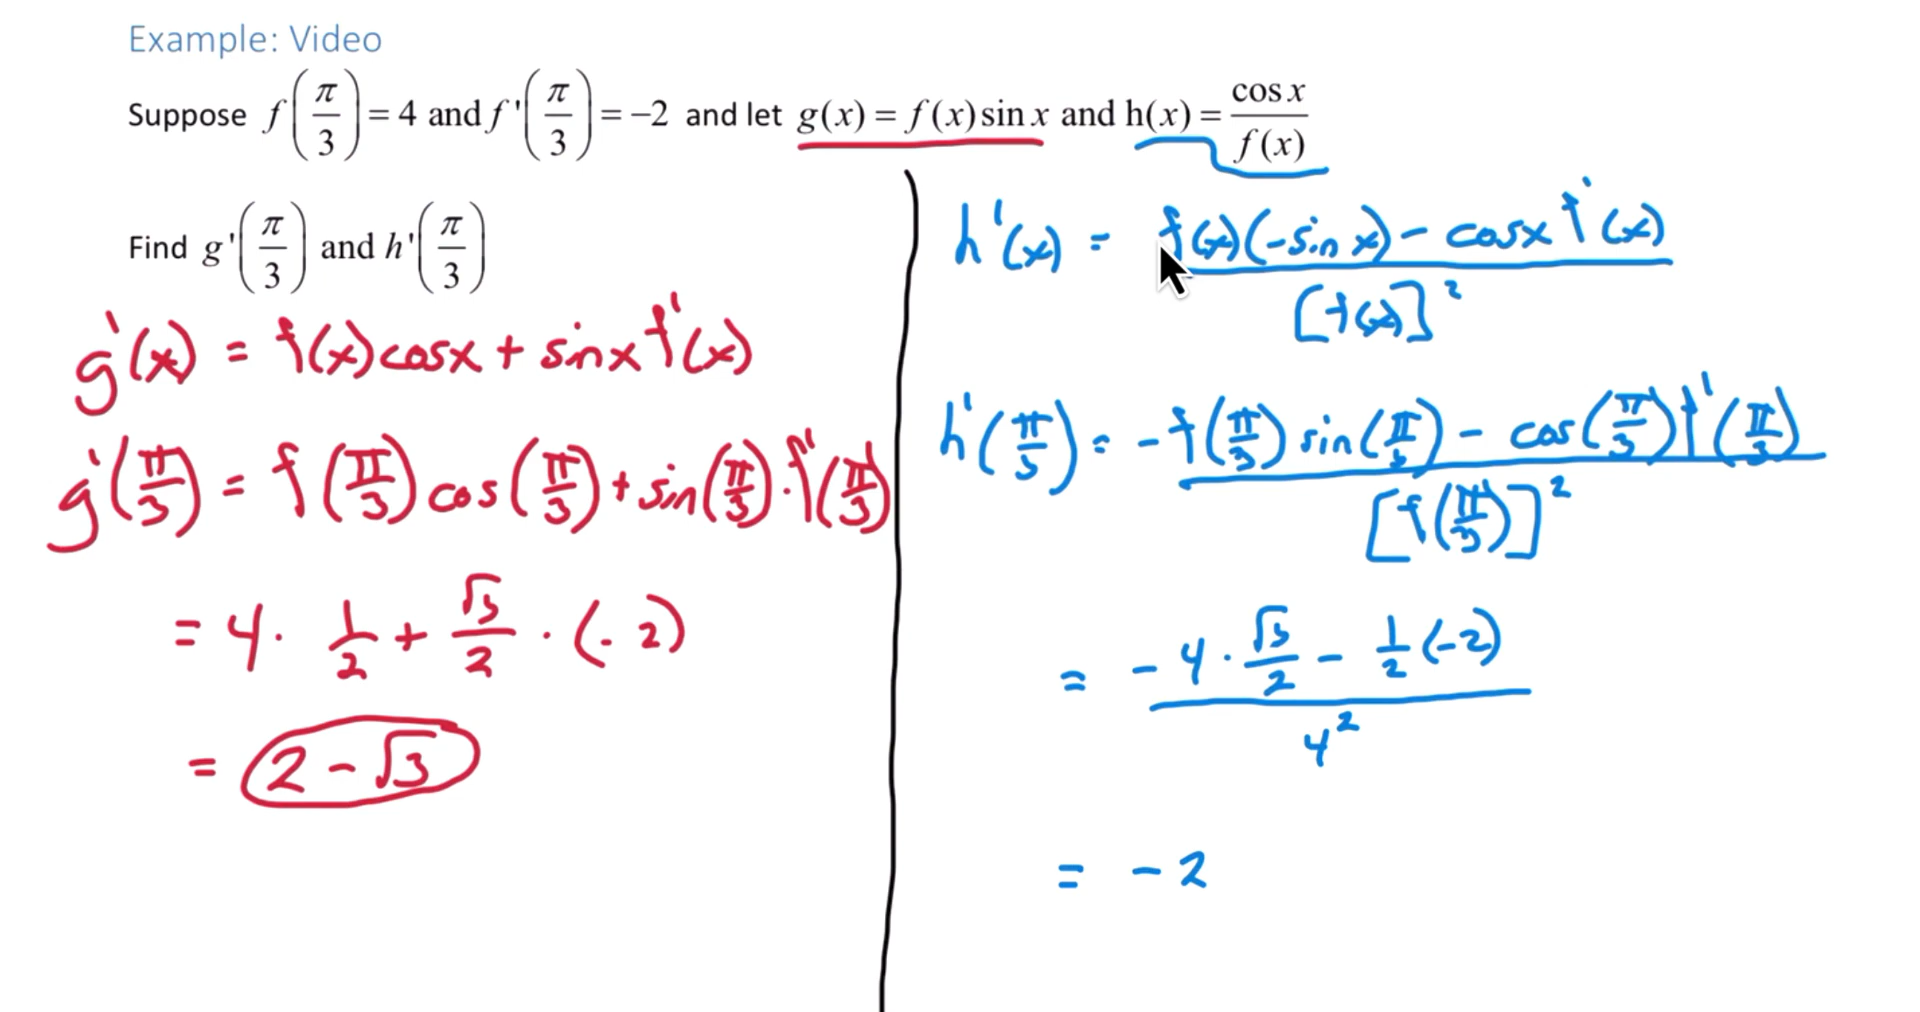 Example: Video
Suppose f(π/3) = 4 and f'(π/3) = -2 and let g(x) = f(x) sin x and h(x) = cos x / f(x)
Find g'(π/3) and h'(π/3)
g'(x) = f(x)cosx + sinx f'(x)
g'(π/3) = f(π/3) cos(π/3) + sin(π/3) · f'(π/3)
= 4 · 1/2 + √3/2 · (-2)
= 2 - √3
h'(x) = f(x)(-sin x) - cosx f'(x) / [f(x)]²
h'(π/3) = -f(π/3) sin(π/3) - cos(π/3) f'(π/3) / [f(π/3)]²
= -4 · √3/2 - 1/2 (-2) / 4²
= -2